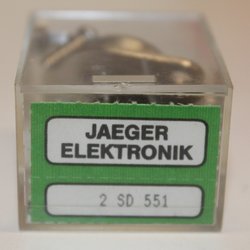 JAEGER
ELEKTRONIK
2 SD 551